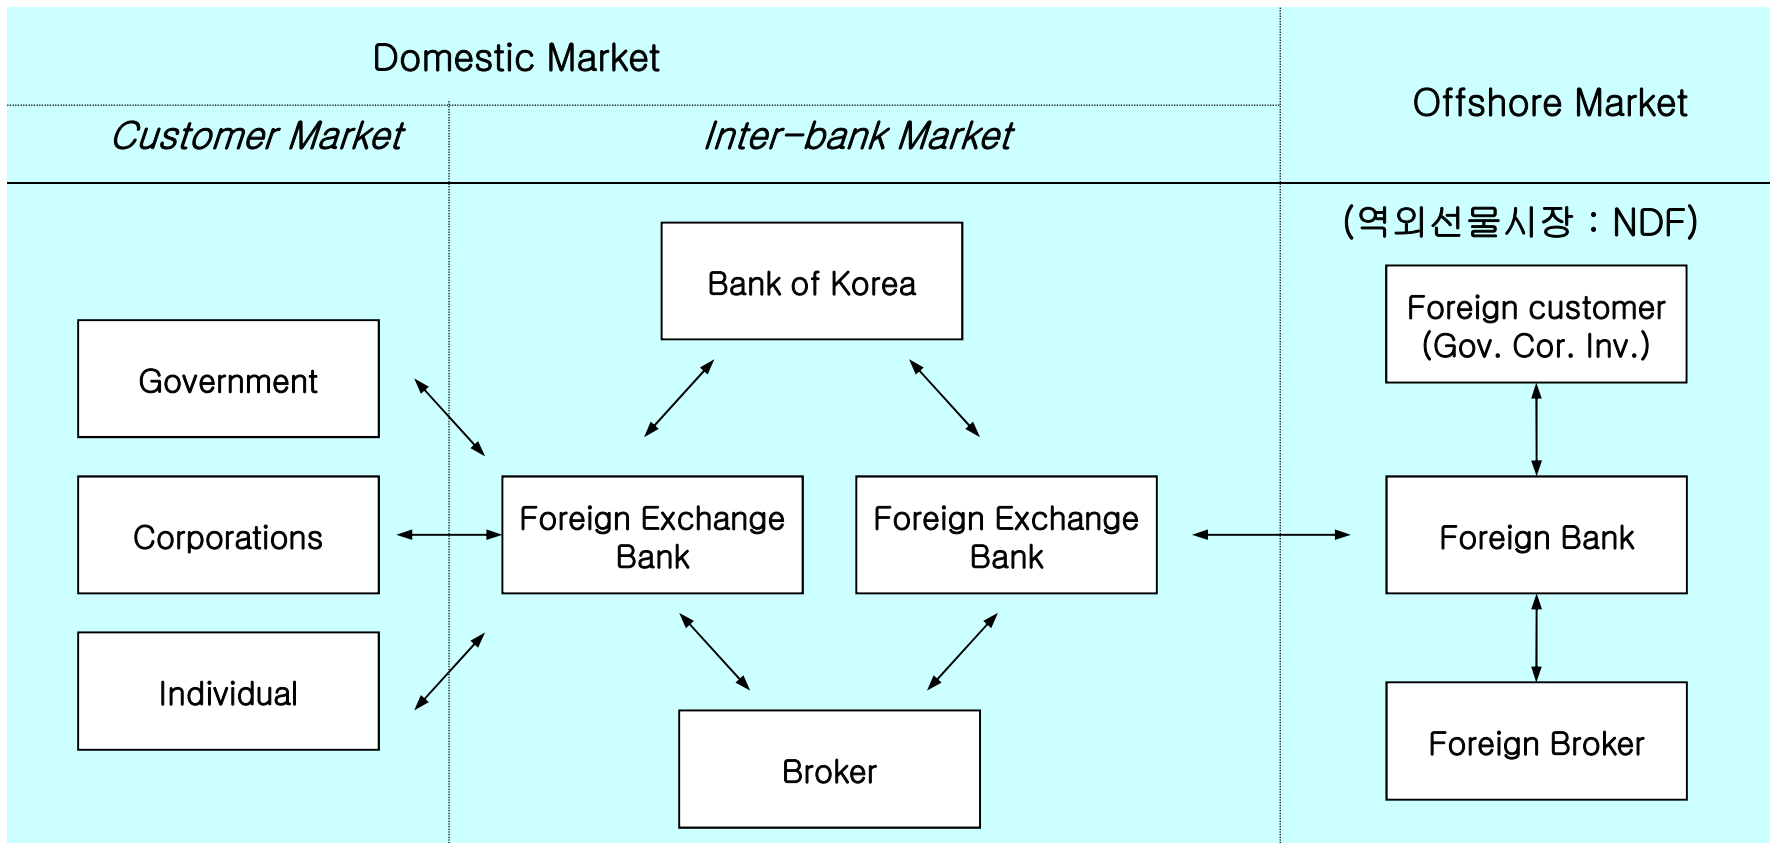 Domestic Market
Offshore Market
Customer Market
Inter-bank Market
(역외선물시장 : NDF)
Bank of Korea
Foreign customer
(Gov. Cor. Inv.)
Government
Corporations
Foreign Exchange
Bank
Foreign Exchange
Bank
Foreign Bank
Individual
Broker
Foreign Broker